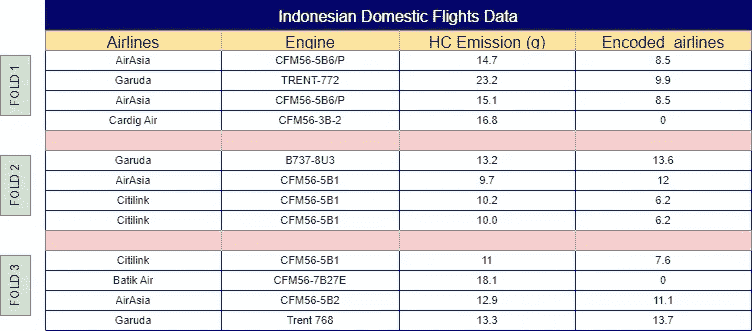 Indonesian Domestic Flights Data
Airlines Engine HC Emission (g) Encoded airlines
FOLD 1
AirAsia CFM56-5B6/P 14.7 8.5
Garuda TRENT-772 23.2 9.9
AirAsia CFM56-5B6/P 15.1 8.5
Cardig Air CFM56-3B-2 16.8 0
FOLD 2
Garuda B737-8U3 13.2 13.6
AirAsia CFM56-5B1 9.7 12
Citilink CFM56-5B1 10.2 6.2
Citilink CFM56-5B1 10.0 6.2
FOLD 3
Citilink CFM56-5B1 11 7.6
Batik Air CFM56-7B27E 18.1 0
AirAsia CFM56-5B2 12.9 11.1
Garuda Trent 768 13.3 13.7